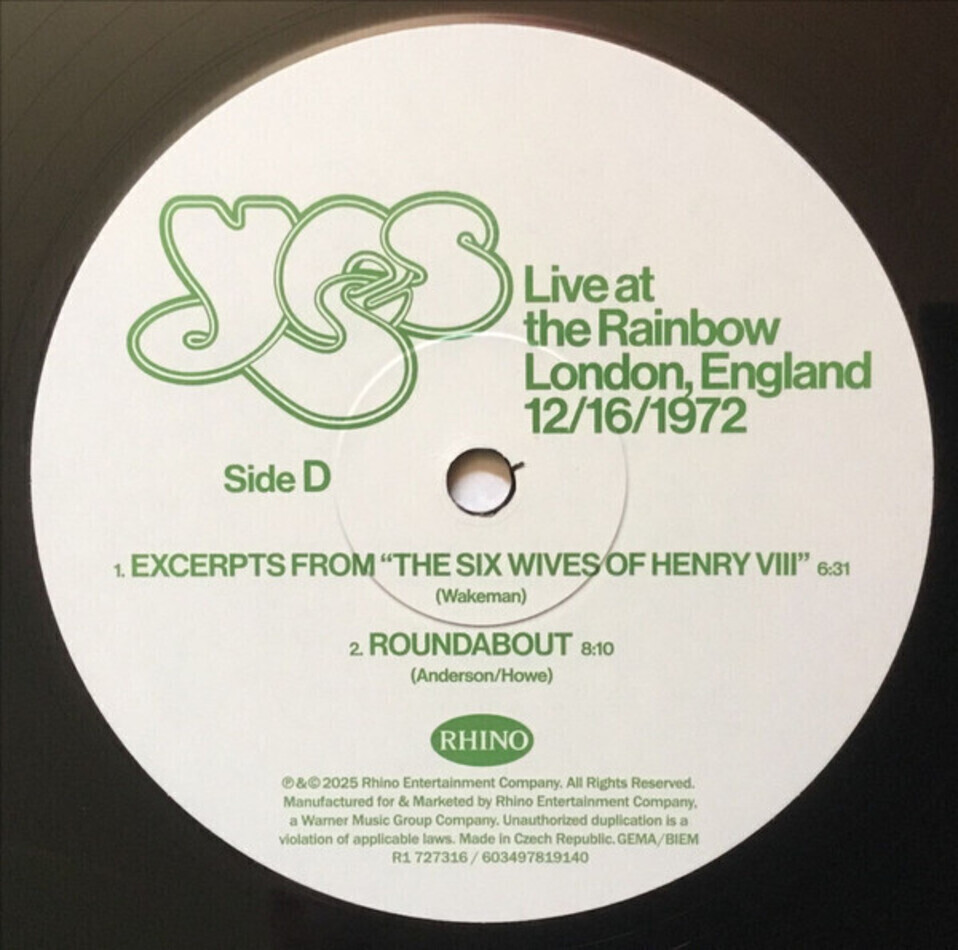 yes
Live at
the Rainbow
London, England
12/16/1972
Side D
1. EXCERPTS FROM “THE SIX WIVES OF HENRY VIII” 6:31
(Wakeman)
2. ROUNDABOUT 8:10
(Anderson/Howe)
RHINO
℗&© 2025 Rhino Entertainment Company. All Rights Reserved.
Manufactured for & Marketed by Rhino Entertainment Company,
a Warner Music Group Company. Unauthorized duplication is a
violation of applicable laws. Made in Czech Republic. GEMA/BIEM
R1 727316 / 603497819140